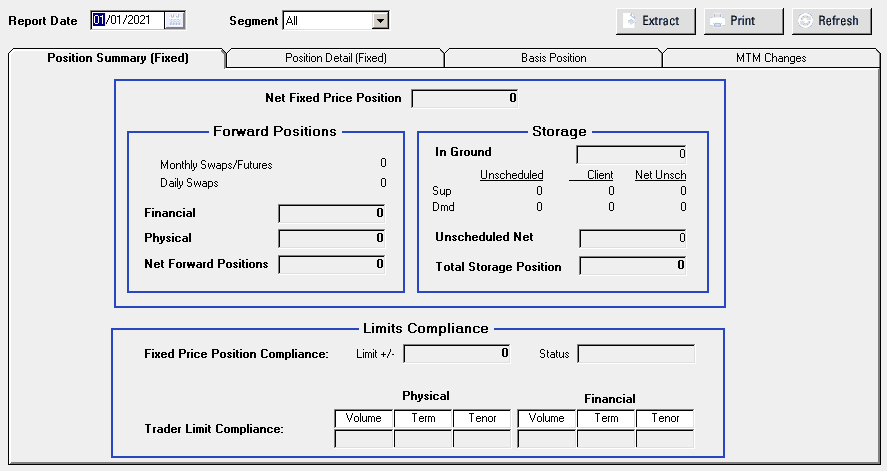 Report Date 01/01/2021 Segment All Extract Print Refresh
Position Summary (Fixed) Position Detail (Fixed) Basis Position MTM Changes
Net Fixed Price Position 0
Forward Positions
Monthly Swaps/Futures 0
Daily Swaps 0
Financial 0
Physical 0
Net Forward Positions 0
Storage
In Ground 0
Unscheduled Client Net Unsch
Sup 0 0 0
Dmd 0 0 0
Unscheduled Net 0
Total Storage Position 0
Limits Compliance
Fixed Price Position Compliance: Limit +/- 0 Status
Physical Financial
Volume Term Tenor Volume Term Tenor
Trader Limit Compliance: